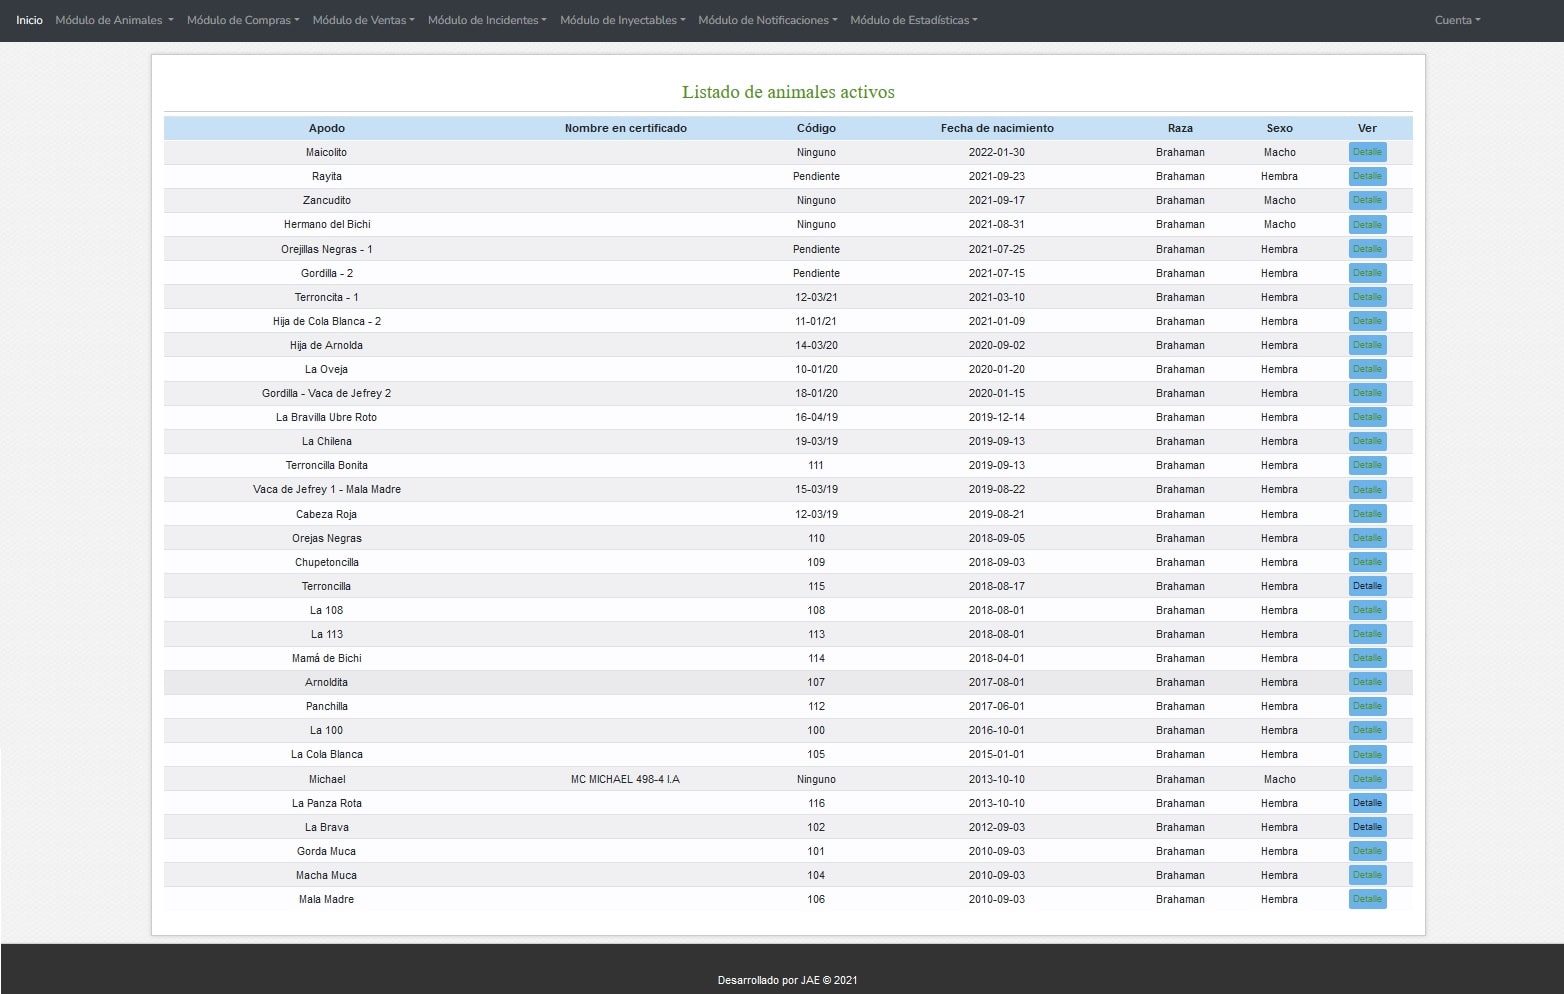 Inicio Módulo de Animales Módulo de Compras Módulo de Ventas Módulo de Incidentes Módulo de Inyectables Módulo de Notificaciones Módulo de Estadísticas Cuenta
Listado de animales activos
Apodo Nombre en certificado Código Fecha de nacimiento Raza Sexo Ver
Maicolito Ninguno 2022-01-30 Brahaman Macho Detalle
Rayita Pendiente 2021-09-23 Brahaman Hembra Detalle
Zancudito Ninguno 2021-09-17 Brahaman Macho Detalle
Hermano del Bichi Ninguno 2021-08-31 Brahaman Macho Detalle
Orejillas Negras - 1 Pendiente 2021-07-25 Brahaman Hembra Detalle
Gordilla - 2 Pendiente 2021-07-15 Brahaman Hembra Detalle
Terroncita - 1 12-03/21 2021-03-10 Brahaman Hembra Detalle
Hija de Cola Blanca - 2 11-01/21 2021-01-09 Brahaman Hembra Detalle
Hija de Arnolda 14-03/20 2020-09-02 Brahaman Hembra Detalle
La Oveja 10-01/20 2020-01-20 Brahaman Hembra Detalle
Gordilla - Vaca de Jefrey 2 18-01/20 2020-01-15 Brahaman Hembra Detalle
La Bravilla Ubre Roto 16-04/19 2019-12-14 Brahaman Hembra Detalle
La Chilena 19-03/19 2019-09-13 Brahaman Hembra Detalle
Terroncilla Bonita 111 2019-09-13 Brahaman Hembra Detalle
Vaca de Jefrey 1 - Mala Madre 15-03/19 2019-08-22 Brahaman Hembra Detalle
Cabeza Roja 12-03/19 2019-08-21 Brahaman Hembra Detalle
Orejas Negras 110 2018-09-05 Brahaman Hembra Detalle
Chupetoncilla 109 2018-09-03 Brahaman Hembra Detalle
Terroncilla 115 2018-08-17 Brahaman Hembra Detalle
La 108 108 2018-08-01 Brahaman Hembra Detalle
La 113 113 2018-08-01 Brahaman Hembra Detalle
Mamá de Bichi 114 2018-04-01 Brahaman Hembra Detalle
Arnoldita 107 2017-08-01 Brahaman Hembra Detalle
Panchilla 112 2017-06-01 Brahaman Hembra Detalle
La 100 100 2016-10-01 Brahaman Hembra Detalle
La Cola Blanca 105 2015-01-01 Brahaman Hembra Detalle
Michael MC MICHAEL 498-4 I.A Ninguno 2013-10-10 Brahaman Macho Detalle
La Panza Rota 116 2013-10-10 Brahaman Hembra Detalle
La Brava 102 2012-09-03 Brahaman Hembra Detalle
Gorda Muca 101 2010-09-03 Brahaman Hembra Detalle
Macha Muca 104 2010-09-03 Brahaman Hembra Detalle
Mala Madre 106 2010-09-03 Brahaman Hembra Detalle
Desarrollado por JAE © 2021